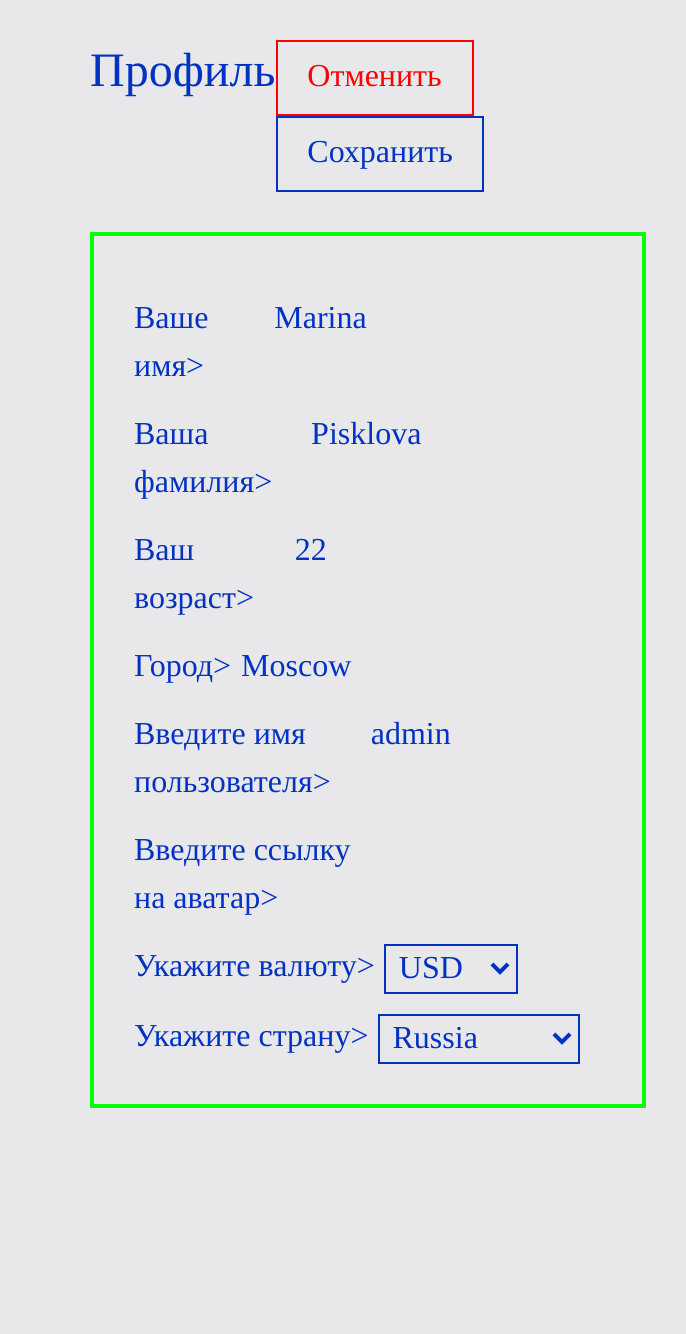 Профиль Отменить
Сохранить
Ваше Marina
имя>
Ваша Pisklova
фамилия>
Ваш 22
возраст>
Город> Moscow
Введите имя admin
пользователя>
Введите ссылку
на аватар>
Укажите валюту> USD
Укажите страну> Russia